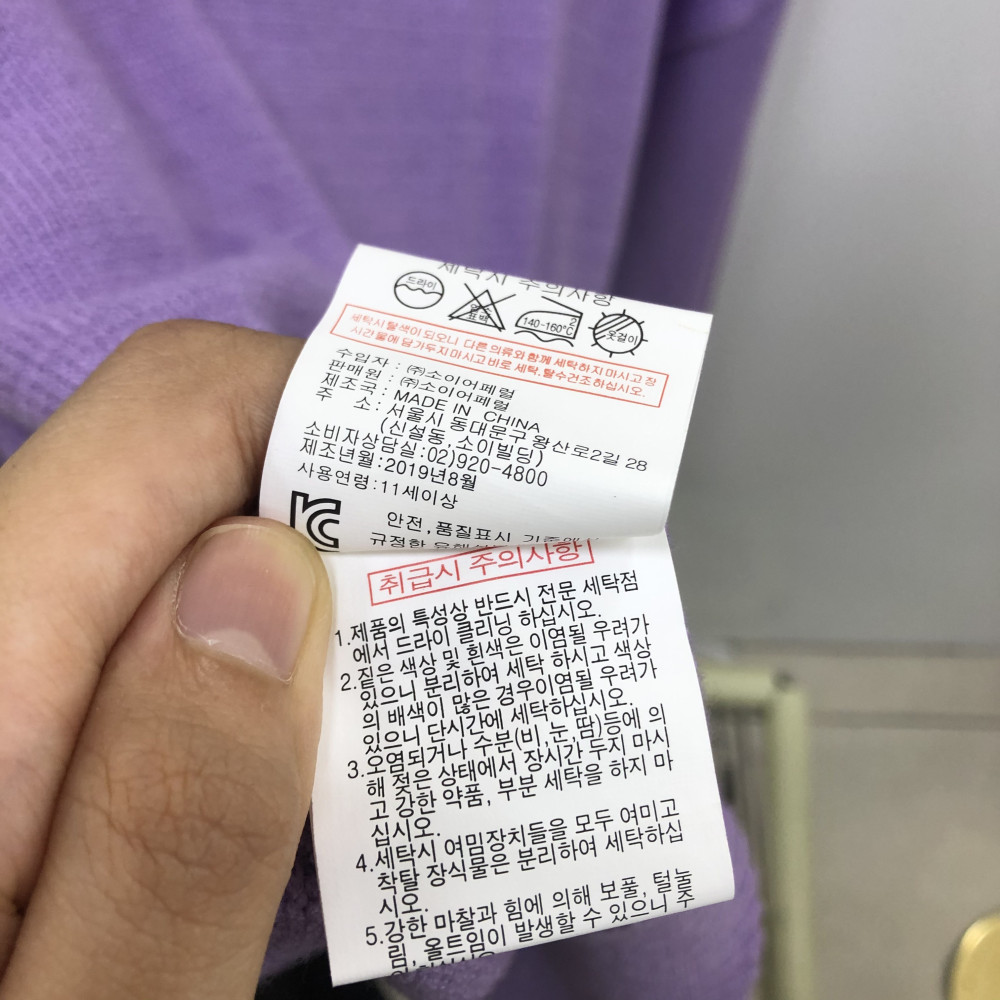 세탁시 주의사항
드라이
염소
표백
140-160℃
옷걸이
세탁시 탈색이 되오니 다른 의류와 함께 세탁하지 마시고 장
시간 물에 담가두지 마시고 바로 세탁, 탈수건조 하십시오.
수입자 : ㈜소이어페럴
판매원 : ㈜소이어페럴
제조국 : MADE IN CHINA
주 소 : 서울시 동대문구 왕산로2길 28
(신설동,소이빌딩)
소비자상담실:02)920-4800
제조년월:2019년8월
사용연령:11세이상
안전,품질표시 기준에
규정한
취급시 주의사항
1.제품의 특성상 반드시 전문 세탁점
에서 드라이 클리닝 하십시오.
2.짙은 색상 및 흰색은 이염될 우려가
있으니 분리하여 세탁 하시고 색상
의 배색이 많은 경우이염될 우려가
있으니 단시간에 세탁하십시오.
3.오염되거나 수분(비,눈,땀)등에 의
해 젖은 상태에서 장시간 두지 마시
고 강한 약품, 부분 세탁을 하지 마
십시오.
4.세탁시 여밈장치들을 모두 여미고
착탈 장식물은 분리하여 세탁하십
시오.
5.강한 마찰과 힘에 의해 보풀, 털눌
림, 올트임이 발생할 수 있으니 주